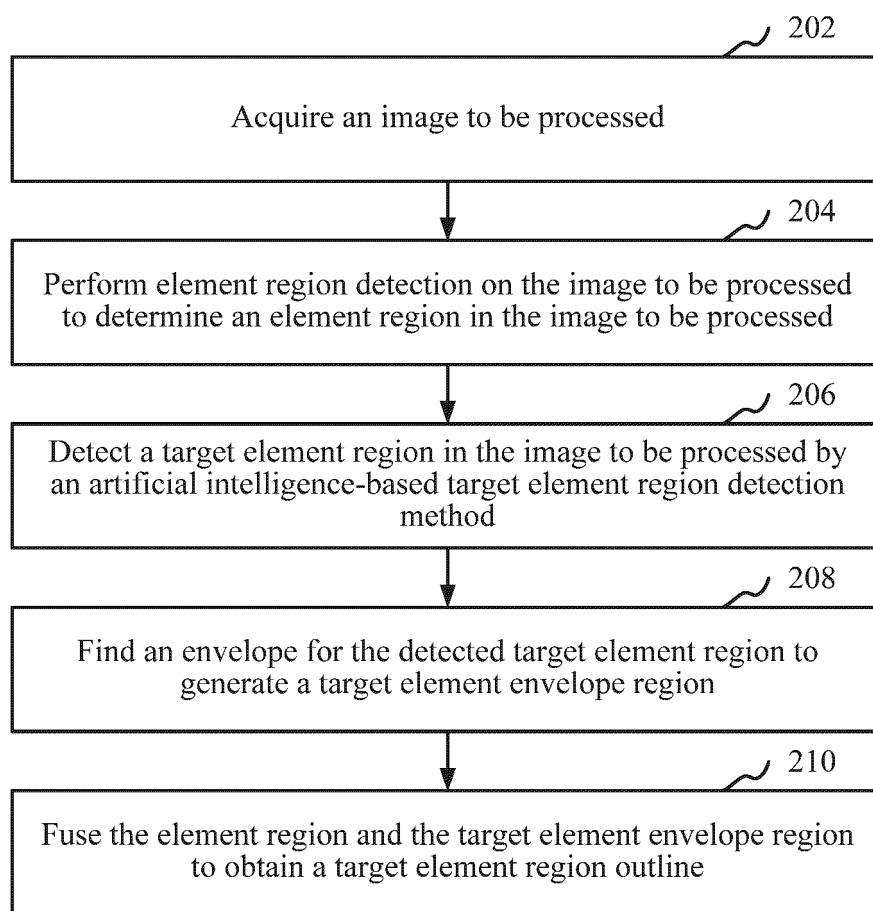 202
Acquire an image to be processed
204
Perform element region detection on the image to be processed
to determine an element region in the image to be processed
206
Detect a target element region in the image to be processed by
an artificial intelligence-based target element region detection
method
208
Find an envelope for the detected target element region to
generate a target element envelope region
210
Fuse the element region and the target element envelope region
to obtain a target element region outline